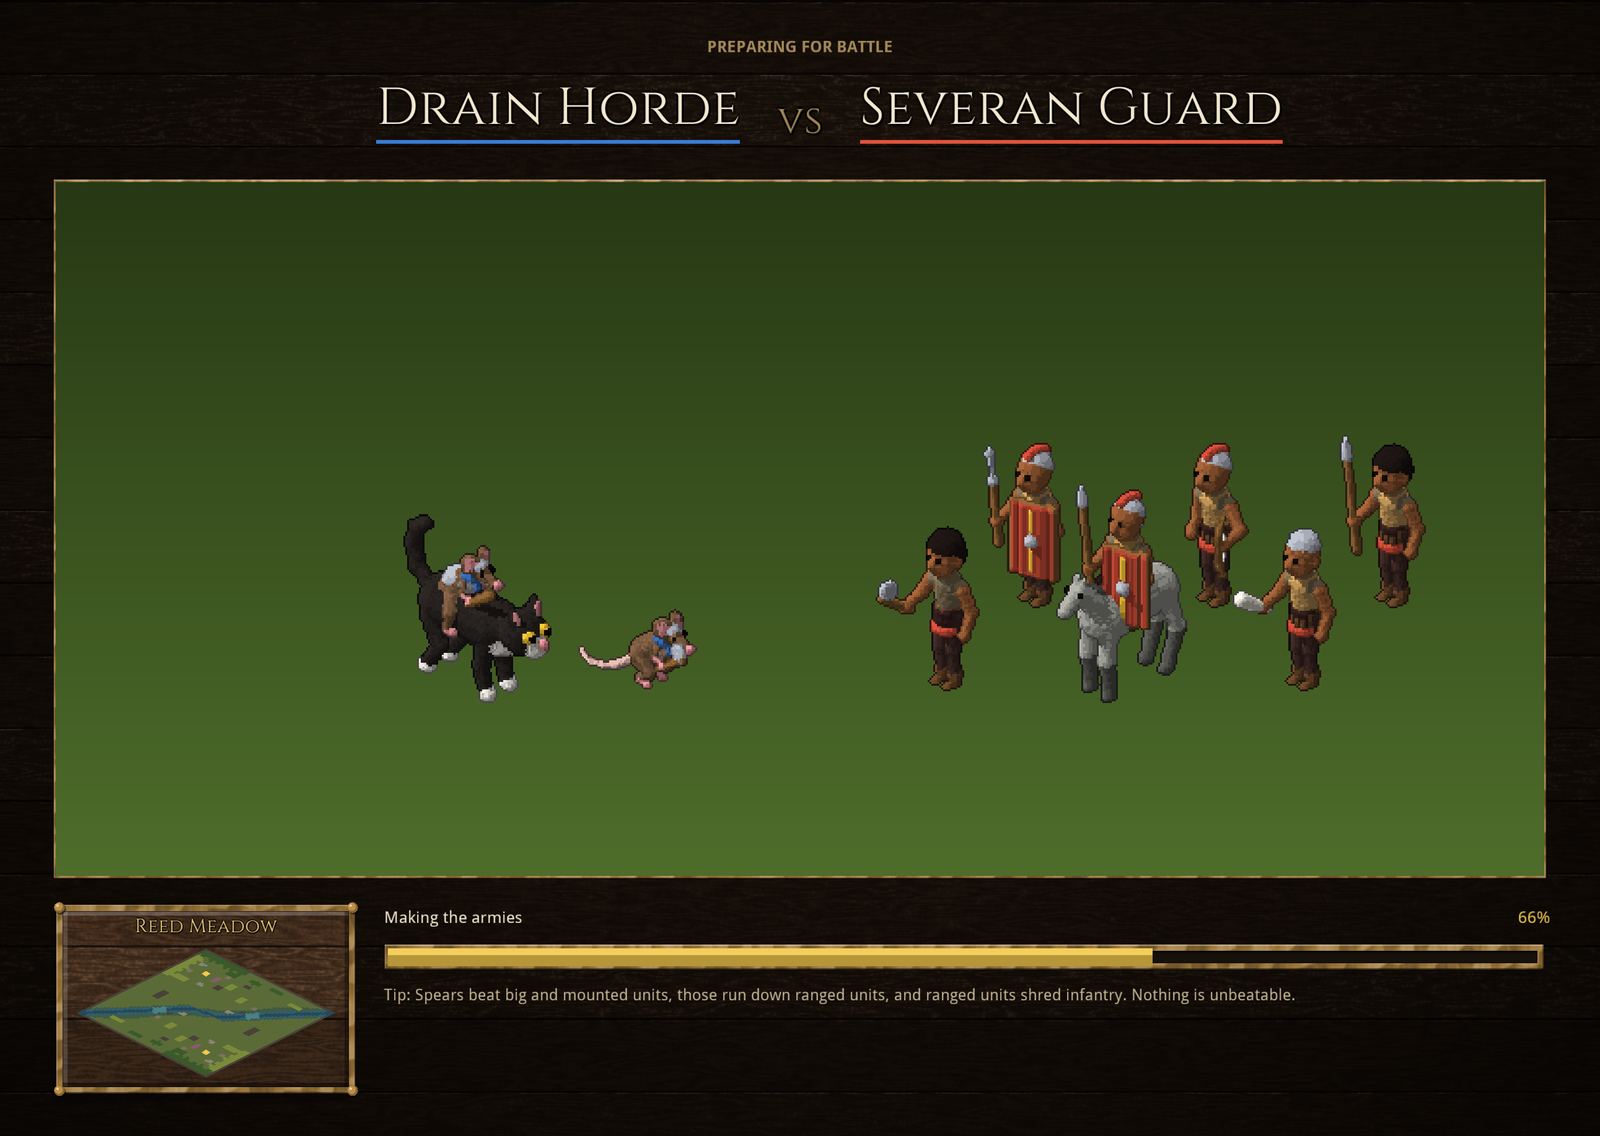 PREPARING FOR BATTLE
Drain Horde vs Severan Guard
Reed Meadow
Making the armies
66%
Tip: Spears beat big and mounted units, those run down ranged units, and ranged units shred infantry. Nothing is unbeatable.